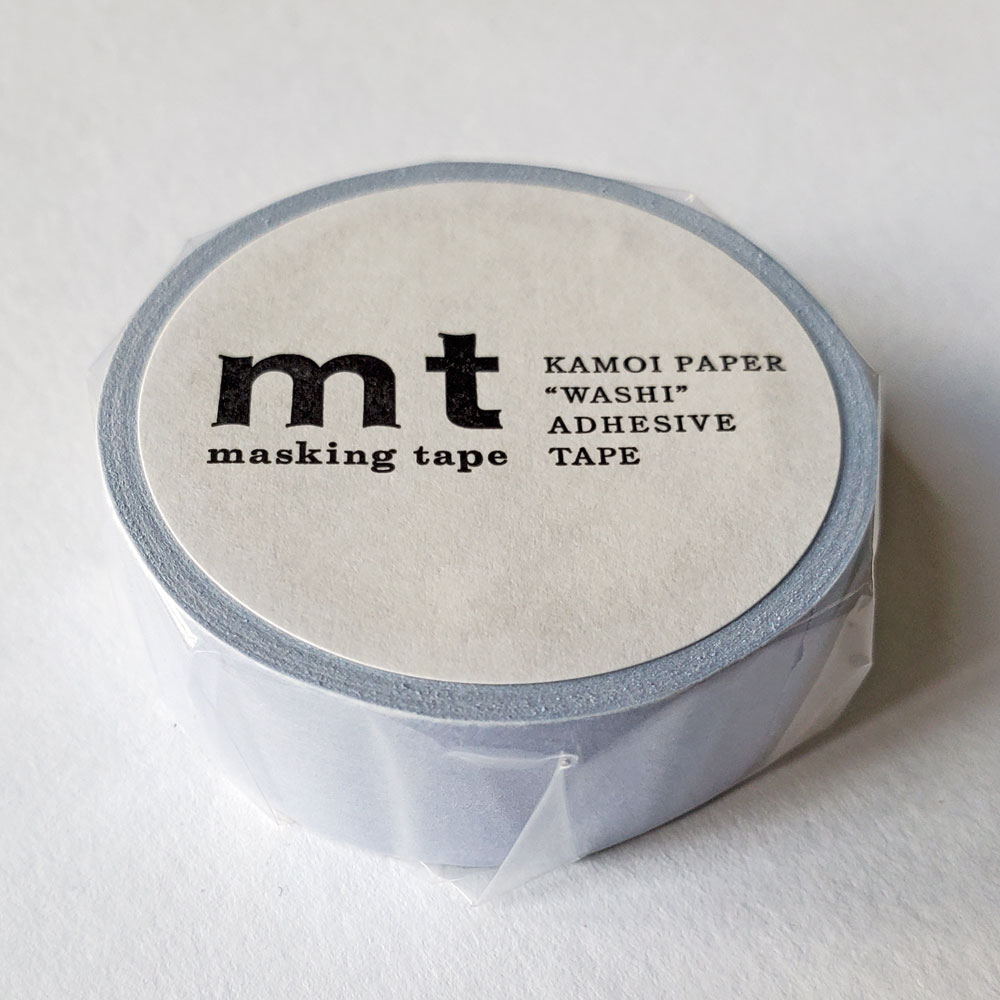 mt
masking tape
KAMOI PAPER
“WASHI”
ADHESIVE
TAPE